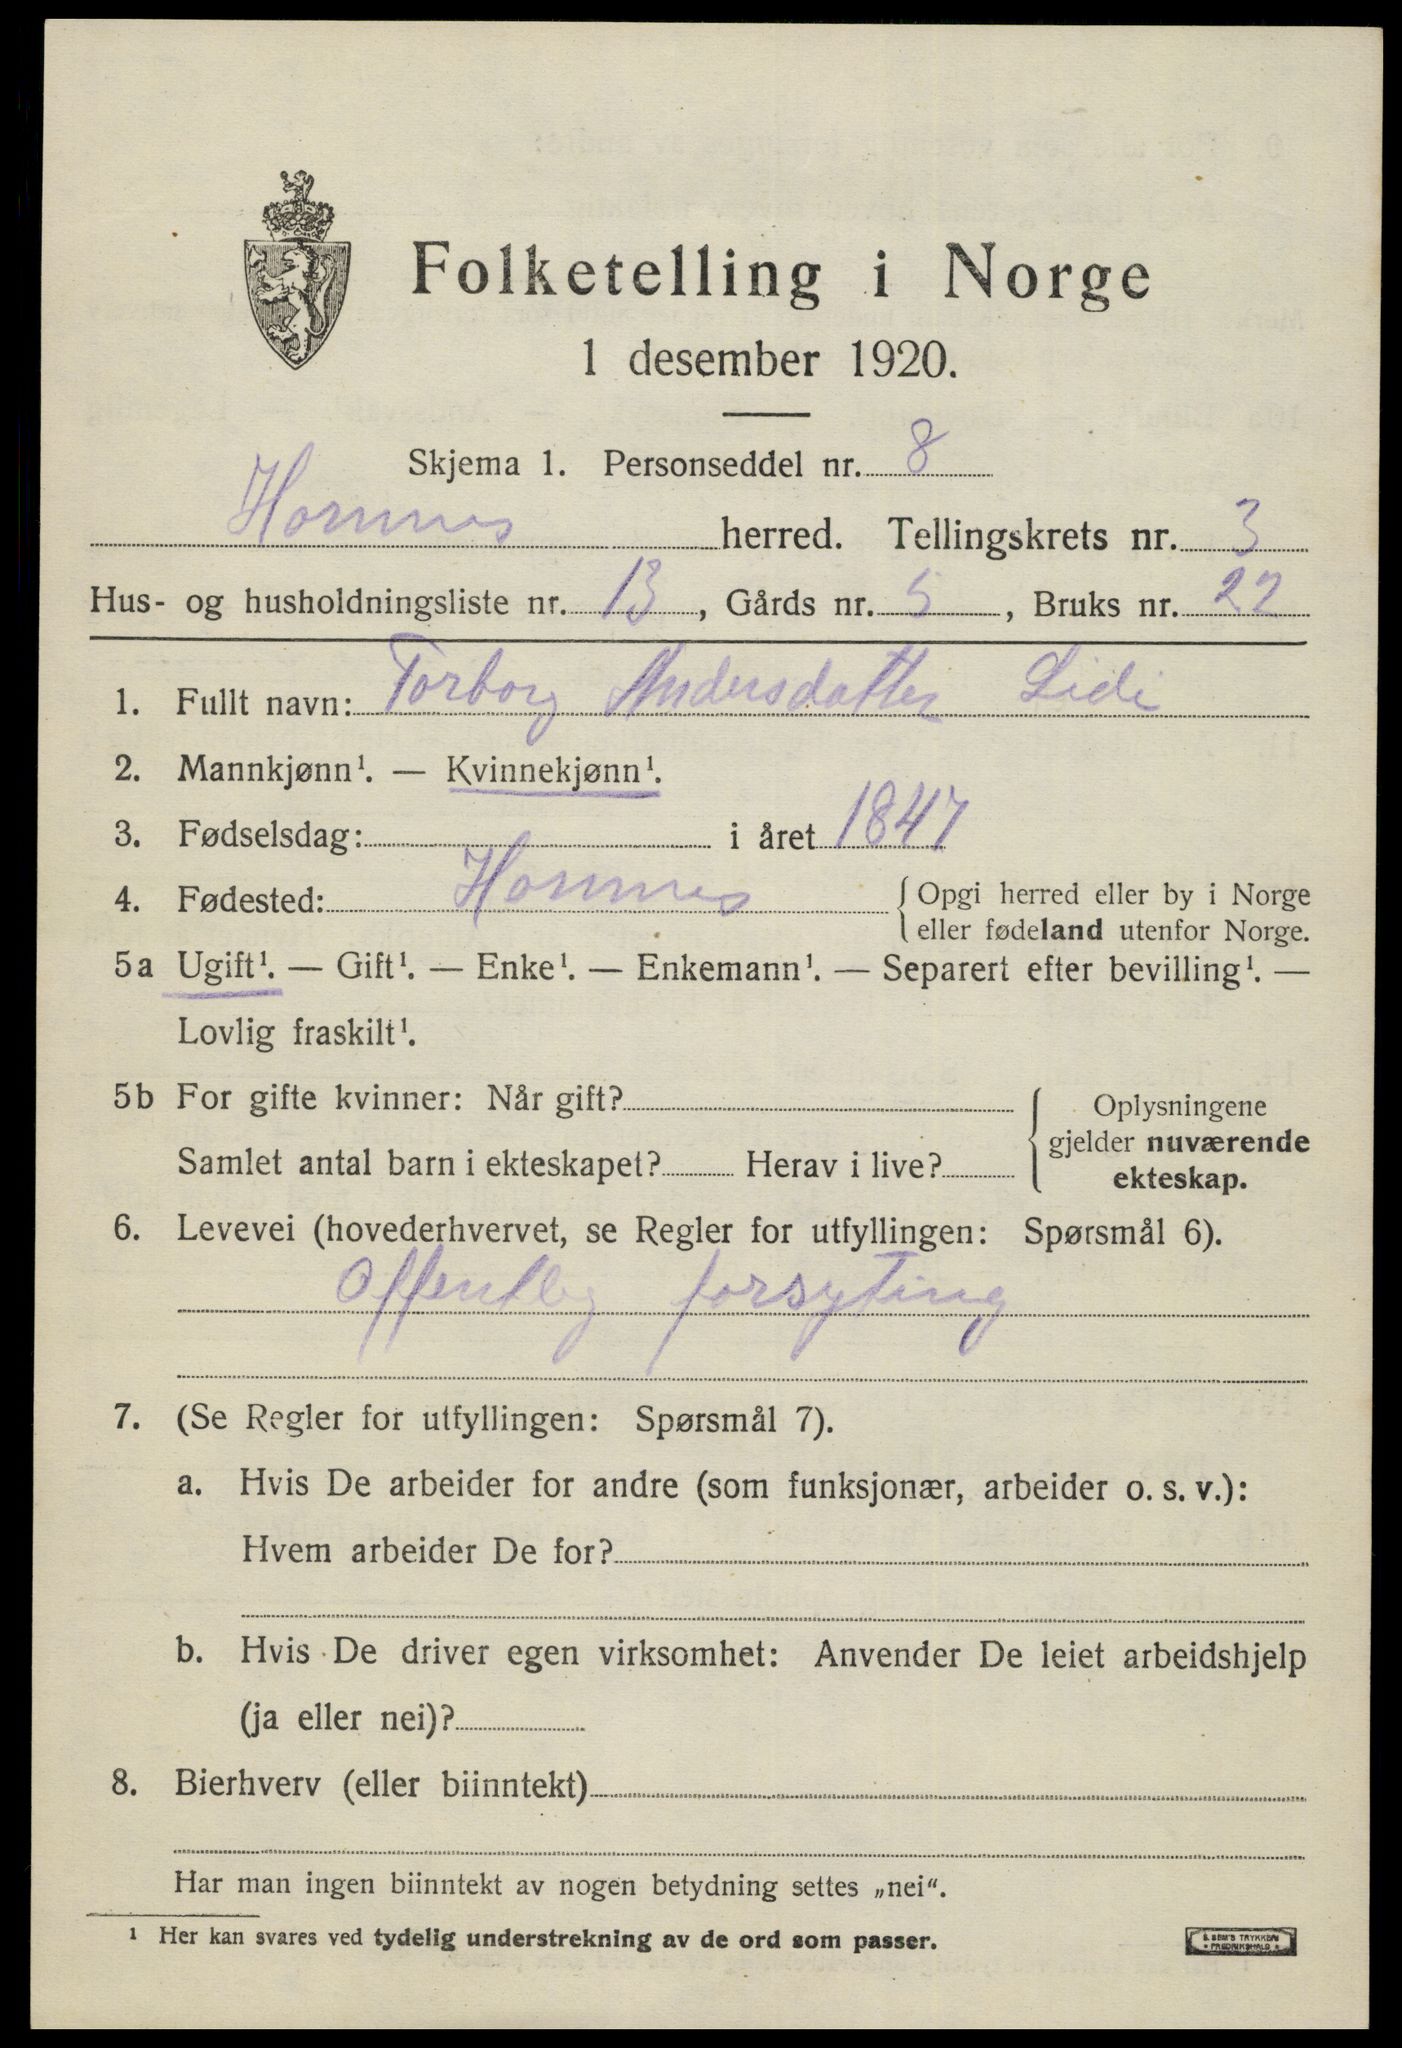 Folketelling i Norge
1 desember 1920.
Skjema 1. Personseddel nr. 8
Hornnes herred. Tellingskrets nr. 3
Hus- og husholdningsliste nr. 13, Gårds nr. 5, Bruks nr. 22
1. Fullt navn: Torborg Andersdatter Lidi
2. Mannkjønn¹. — Kvinnekjønn¹.
3. Fødselsdag: i året 1847
4. Fødested: Hornnes { Opgi herred eller by i Norge
eller fødeland utenfor Norge.
5a Ugift¹. — Gift¹. — Enke¹. — Enkemann¹. — Separert efter bevilling¹. —
Lovlig fraskilt¹.
5b For gifte kvinner: Når gift?
Samlet antal barn i ekteskapet? Herav i live?
Oplysningene
gjelder nuværende
ekteskap.
6. Levevei (hovederhvervet, se Regler for utfyllingen: Spørsmål 6).
Offentleg forsyting
7. (Se Regler for utfyllingen: Spørsmål 7).
a. Hvis De arbeider for andre (som funksjonær, arbeider o. s. v.):
Hvem arbeider De for?
b. Hvis De driver egen virksomhet: Anvender De leiet arbeidshjelp
(ja eller nei)?
8. Bierhverv (eller biinntekt)
Har man ingen biinntekt av nogen betydning settes „nei“.
¹ Her kan svares ved tydelig understrekning av de ord som passer.
E. SEM'S TRYKKERI
* FREDRIKSHALD *